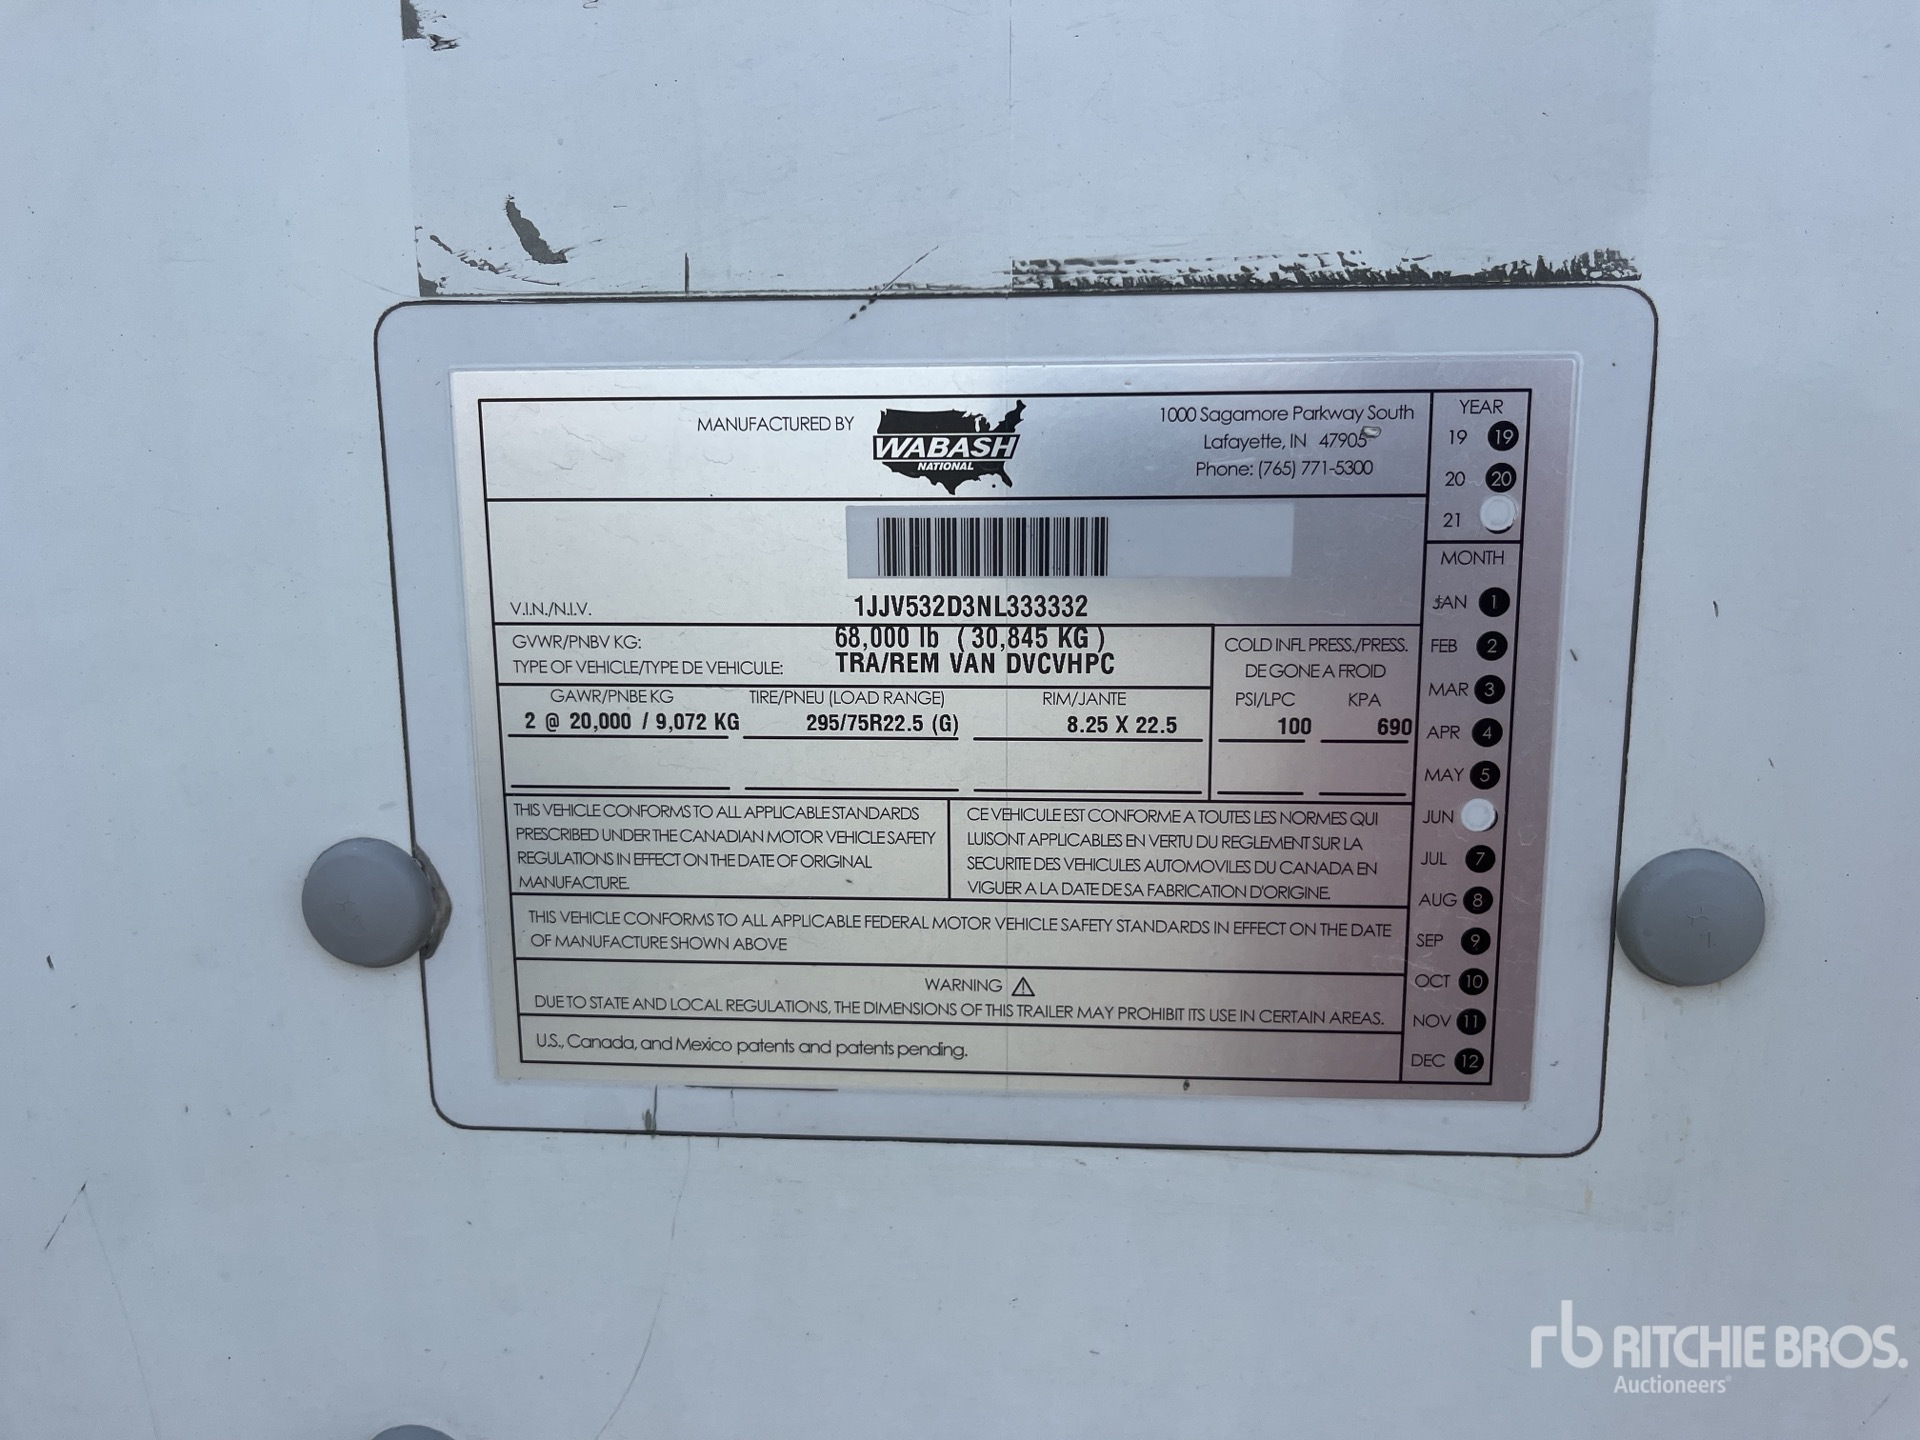 MANUFACTURED BY
WABASH
NATIONAL
1000 Sagamore Parkway South
Lafayette, IN 47905
Phone: (765) 771-5300
YEAR
19 19
20 20
21
MONTH
JAN 1
FEB 2
MAR 3
APR 4
MAY 5
JUN
JUL 7
AUG 8
SEP 9
OCT 10
NOV 11
DEC 12
V.I.N./N.I.V. 1JJV532D3NL333332
GVWR/PNBV KG: 68,000 lb ( 30,845 KG )
TYPE OF VEHICLE/TYPE DE VEHICULE: TRA/REM VAN DVCVHPC
COLD INFL PRESS./PRESS.
DE GONE A FROID
GAWR/PNBE KG TIRE/PNEU (LOAD RANGE) RIM/JANTE PSI/LPC KPA
2 @ 20,000 / 9,072 KG 295/75R22.5 (G) 8.25 X 22.5 100 690
THIS VEHICLE CONFORMS TO ALL APPLICABLE STANDARDS
PRESCRIBED UNDER THE CANADIAN MOTOR VEHICLE SAFETY
REGULATIONS IN EFFECT ON THE DATE OF ORIGINAL
MANUFACTURE.
CE VEHICULE EST CONFORME A TOUTES LES NORMES QUI
LUISONT APPLICABLES EN VERTU DU REGLEMENT SUR LA
SECURITE DES VEHICULES AUTOMOVILES DU CANADA EN
VIGUER A LA DATE DE SA FABRICATION D'ORIGINE.
THIS VEHICLE CONFORMS TO ALL APPLICABLE FEDERAL MOTOR VEHICLE SAFETY STANDARDS IN EFFECT ON THE DATE
OF MANUFACTURE SHOWN ABOVE
WARNING
DUE TO STATE AND LOCAL REGULATIONS, THE DIMENSIONS OF THIS TRAILER MAY PROHIBIT ITS USE IN CERTAIN AREAS.
U.S., Canada, and Mexico patents and patents pending.
rb RITCHIE BROS.
Auctioneers